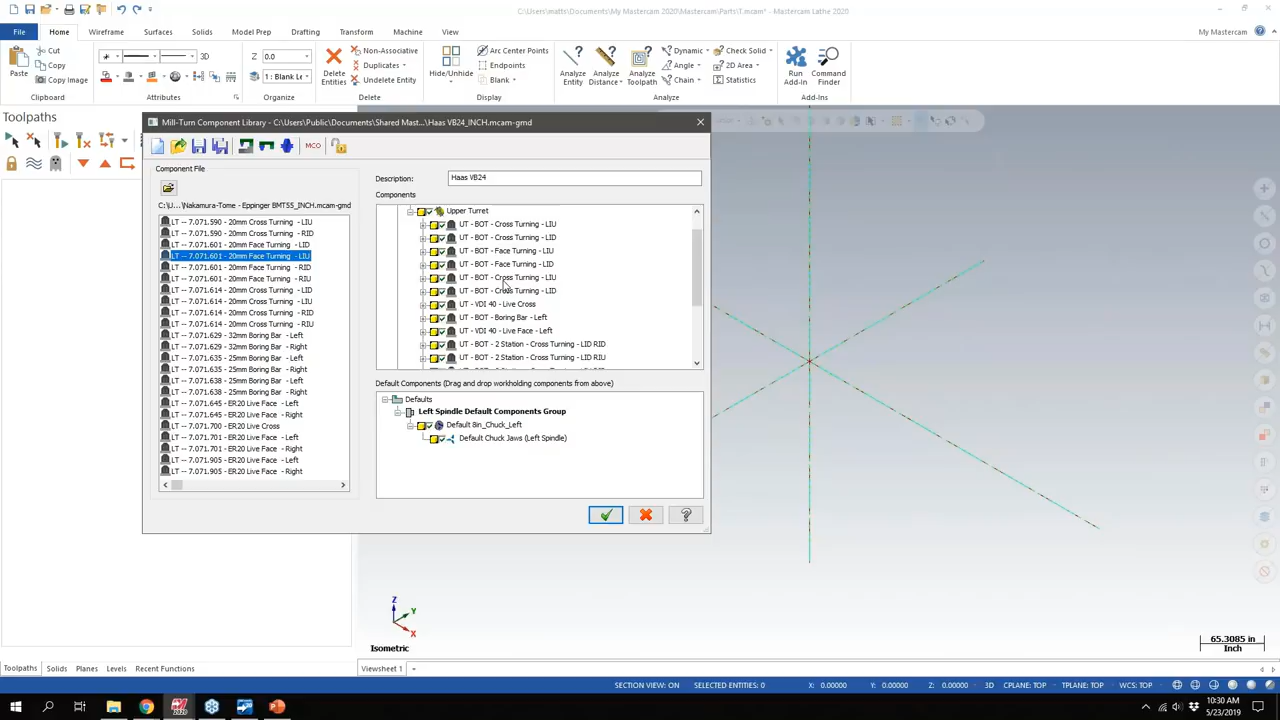 C:\Users\matts\Documents\My Mastercam 2020\Mastercam\Parts\T.mcam* - Mastercam Lathe 2020
File Home Wireframe Surfaces Solids Model Prep Drafting Transform Machine View My Mastercam
Paste
Cut
Copy
Copy Image
Clipboard
3D
Attributes
Z 0.0
1 : Blank Le
Organize
Delete Entities
Non-Associative
Duplicates
Undelete Entity
Delete
Hide/Unhide
Arc Center Points
Endpoints
Blank
Display
Analyze Entity
Analyze Distance
Analyze Toolpath
Dynamic
Angle
Chain
Check Solid
2D Area
Statistics
Analyze
Run Add-In
Command Finder
Add-Ins
Toolpaths
Mill-Turn Component Library - C:\Users\Public\Documents\Shared Mast...\Haas VB24_INCH.mcam-gmd
MCO
Component File
C:\U...\Nakamura-Tome - Eppinger BMT55_INCH.mcam-gmd
LT -- 7.071.590 - 20mm Cross Turning - LIU
LT -- 7.071.590 - 20mm Cross Turning - RID
LT -- 7.071.601 - 20mm Face Turning - LID
LT -- 7.071.601 - 20mm Face Turning - LIU
LT -- 7.071.601 - 20mm Face Turning - RID
LT -- 7.071.601 - 20mm Face Turning - RIU
LT -- 7.071.614 - 20mm Cross Turning - LID
LT -- 7.071.614 - 20mm Cross Turning - LIU
LT -- 7.071.614 - 20mm Cross Turning - RID
LT -- 7.071.614 - 20mm Cross Turning - RIU
LT -- 7.071.629 - 32mm Boring Bar - Left
LT -- 7.071.629 - 32mm Boring Bar - Right
LT -- 7.071.635 - 25mm Boring Bar - Left
LT -- 7.071.635 - 25mm Boring Bar - Right
LT -- 7.071.638 - 25mm Boring Bar - Left
LT -- 7.071.638 - 25mm Boring Bar - Right
LT -- 7.071.645 - ER20 Live Face - Left
LT -- 7.071.645 - ER20 Live Face - Right
LT -- 7.071.700 - ER20 Live Cross
LT -- 7.071.701 - ER20 Live Face - Left
LT -- 7.071.701 - ER20 Live Face - Right
LT -- 7.071.905 - ER20 Live Face - Left
LT -- 7.071.905 - ER20 Live Face - Right
Description: Haas VB24
Components
Upper Turret
UT - BOT - Cross Turning - LIU
UT - BOT - Cross Turning - LID
UT - BOT - Face Turning - LIU
UT - BOT - Face Turning - LID
UT - BOT - Cross Turning - LIU
UT - BOT - Cross Turning - LID
UT - VDI 40 - Live Cross
UT - BOT - Boring Bar - Left
UT - VDI 40 - Live Face - Left
UT - BOT - 2 Station - Cross Turning - LID RID
UT - BOT - 2 Station - Cross Turning - LID RIU
Default Components (Drag and drop workholding components from above)
Defaults
Left Spindle Default Components Group
Default 8in_Chuck_Left
Default Chuck Jaws (Left Spindle)
Z
Y
X
Isometric
65.3085 in
Inch
Toolpaths Solids Planes Levels Recent Functions
Viewsheet 1
SECTION VIEW: ON SELECTED ENTITIES: 0 X: 0.00000 Y: 0.00000 Z: 0.00000 3D CPLANE: TOP TPLANE: TOP WCS: TOP
10:30 AM
5/23/2019